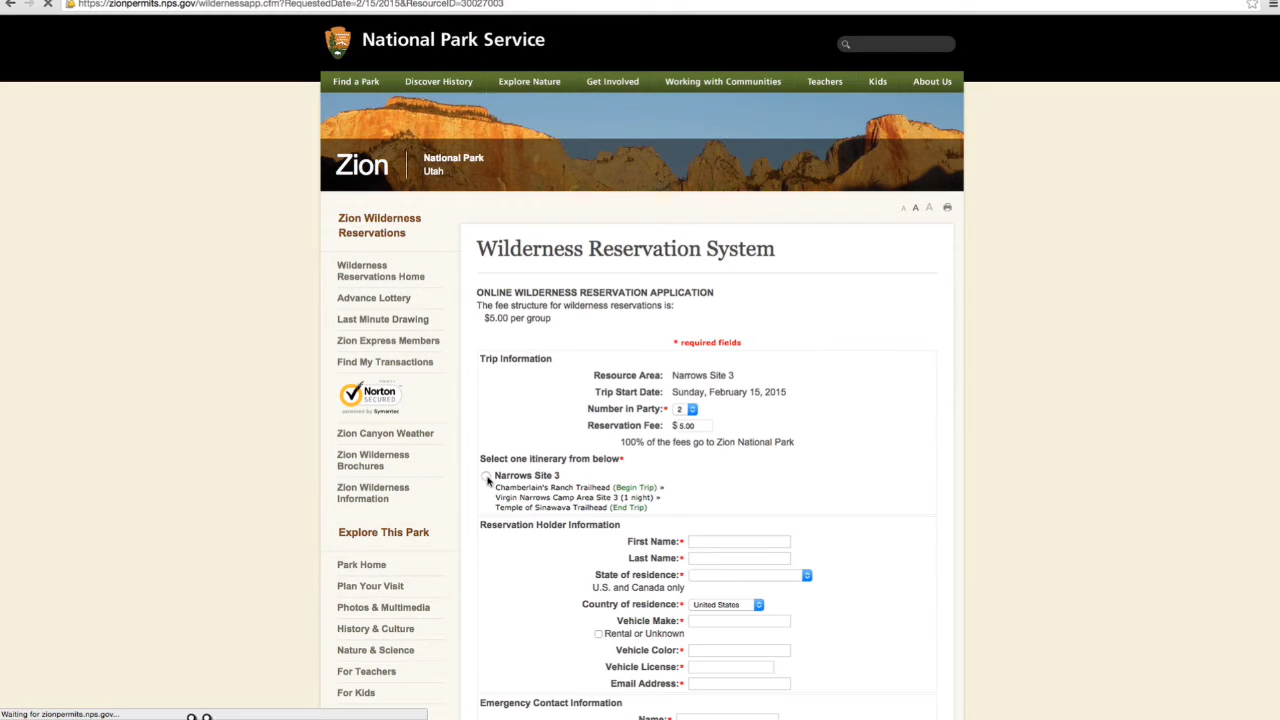 https://zionpermits.nps.gov/wildernessapp.cfm?RequestedDate=2/15/2015&ResourceID=30027003
National Park Service
Find a Park Discover History Explore Nature Get Involved Working with Communities Teachers Kids About Us
Zion
National Park
Utah
A A A
Zion Wilderness
Reservations
Wilderness
Reservations Home
Advance Lottery
Last Minute Drawing
Zion Express Members
Find My Transactions
Norton
SECURED
powered by Symantec
Zion Canyon Weather
Zion Wilderness
Brochures
Zion Wilderness
Information
Explore This Park
Park Home
Plan Your Visit
Photos & Multimedia
History & Culture
Nature & Science
For Teachers
For Kids
Wilderness Reservation System
ONLINE WILDERNESS RESERVATION APPLICATION
The fee structure for wilderness reservations is:
$5.00 per group
* required fields
Trip Information
Resource Area: Narrows Site 3
Trip Start Date: Sunday, February 15, 2015
Number in Party:* 2
Reservation Fee: $ 5.00
100% of the fees go to Zion National Park
Select one itinerary from below*
Narrows Site 3
Chamberlain's Ranch Trailhead (Begin Trip) »
Virgin Narrows Camp Area Site 3 (1 night) »
Temple of Sinawava Trailhead (End Trip)
Reservation Holder Information
First Name:*
Last Name:*
State of residence:*
U.S. and Canada only
Country of residence:* United States
Vehicle Make:*
Rental or Unknown
Vehicle Color:*
Vehicle License:*
Email Address:*
Emergency Contact Information
Name:*
Waiting for zionpermits.nps.gov...